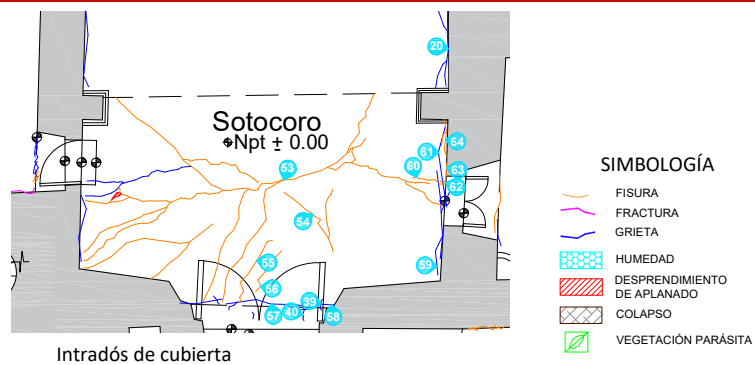 20
Sotocoro
Npt ± 0.00
53
61
64
60
63
62
54
55
59
56
39
57
40
58
Intradós de cubierta
SIMBOLOGÍA
FISURA
FRACTURA
GRIETA
HUMEDAD
DESPRENDIMIENTO
DE APLANADO
COLAPSO
VEGETACIÓN PARÁSITA